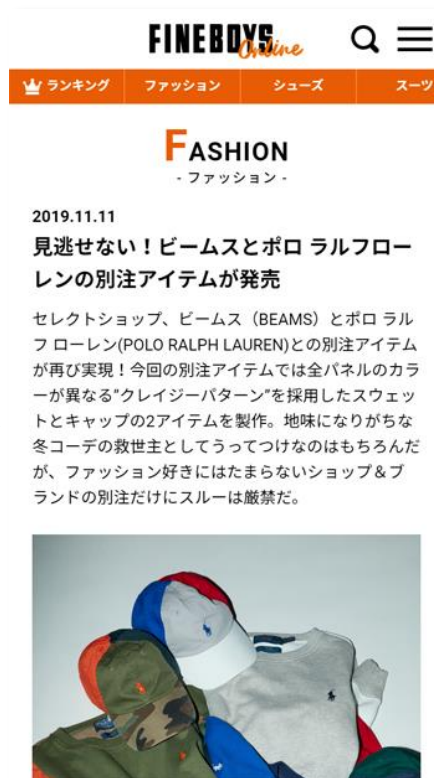 FINEBOYS Online
ランキング ファッション シューズ スーツ
FASHION
- ファッション -
2019.11.11
見逃せない！ビームスとポロ ラルフロー
レンの別注アイテムが発売
セレクトショップ、ビームス（BEAMS）とポロ ラル
フ ローレン(POLO RALPH LAUREN)との別注アイテム
が再び実現！今回の別注アイテムでは全パネルのカラ
ーが異なる”クレイジーパターン”を採用したスウェッ
トとキャップの2アイテムを製作。地味になりがちな
冬コーデの救世主としてうってつけなのはもちろんだ
が、ファッション好きにはたまらないショップ＆ブ
ランドの別注だけにスルーは厳禁だ。